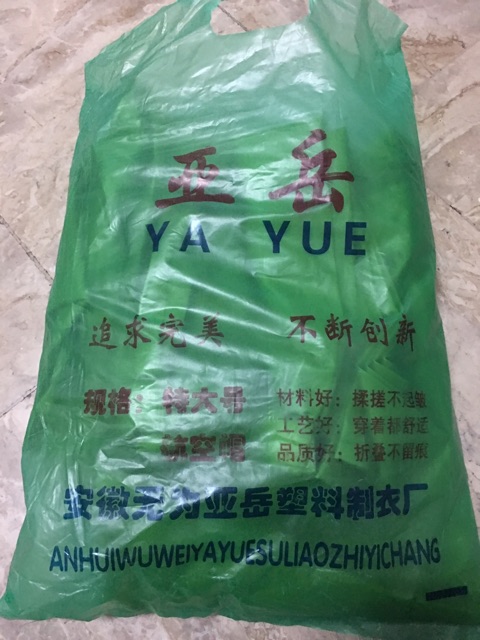 亚岳
YA YUE
追求完美 不断创新
规格：特大号 材料好：揉搓不起皱
工艺好：穿着都舒适
航空帽 品质好：折叠不留痕
安徽无为亚岳塑料制衣厂
ANHUIWUWEIYAYUESULIAOZHIYICHANG